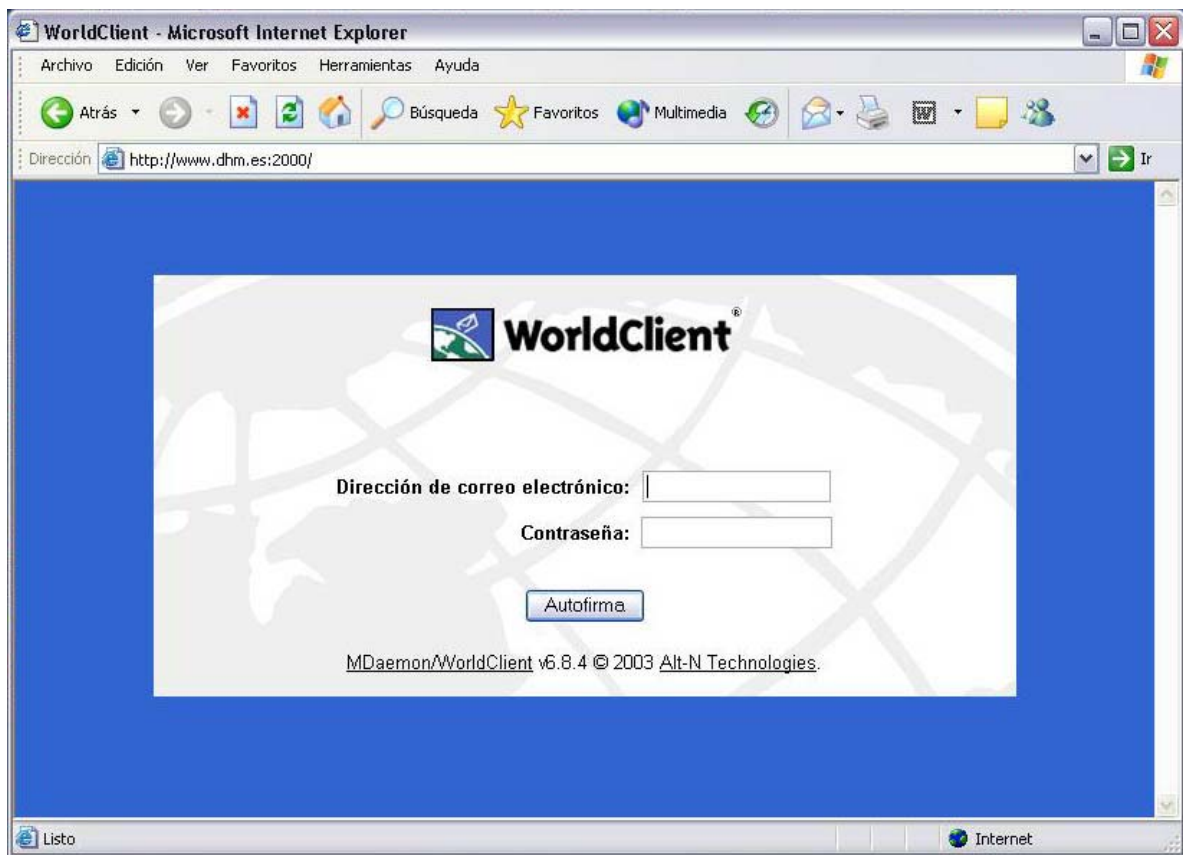 WorldClient - Microsoft Internet Explorer
Archivo Edición Ver Favoritos Herramientas Ayuda
Atrás Búsqueda Favoritos Multimedia
Dirección http://www.dhm.es:2000/ Ir
WorldClient®
Dirección de correo electrónico:
Contraseña:
Autofirma
MDaemon/WorldClient v6.8.4 © 2003 Alt-N Technologies.
Listo Internet